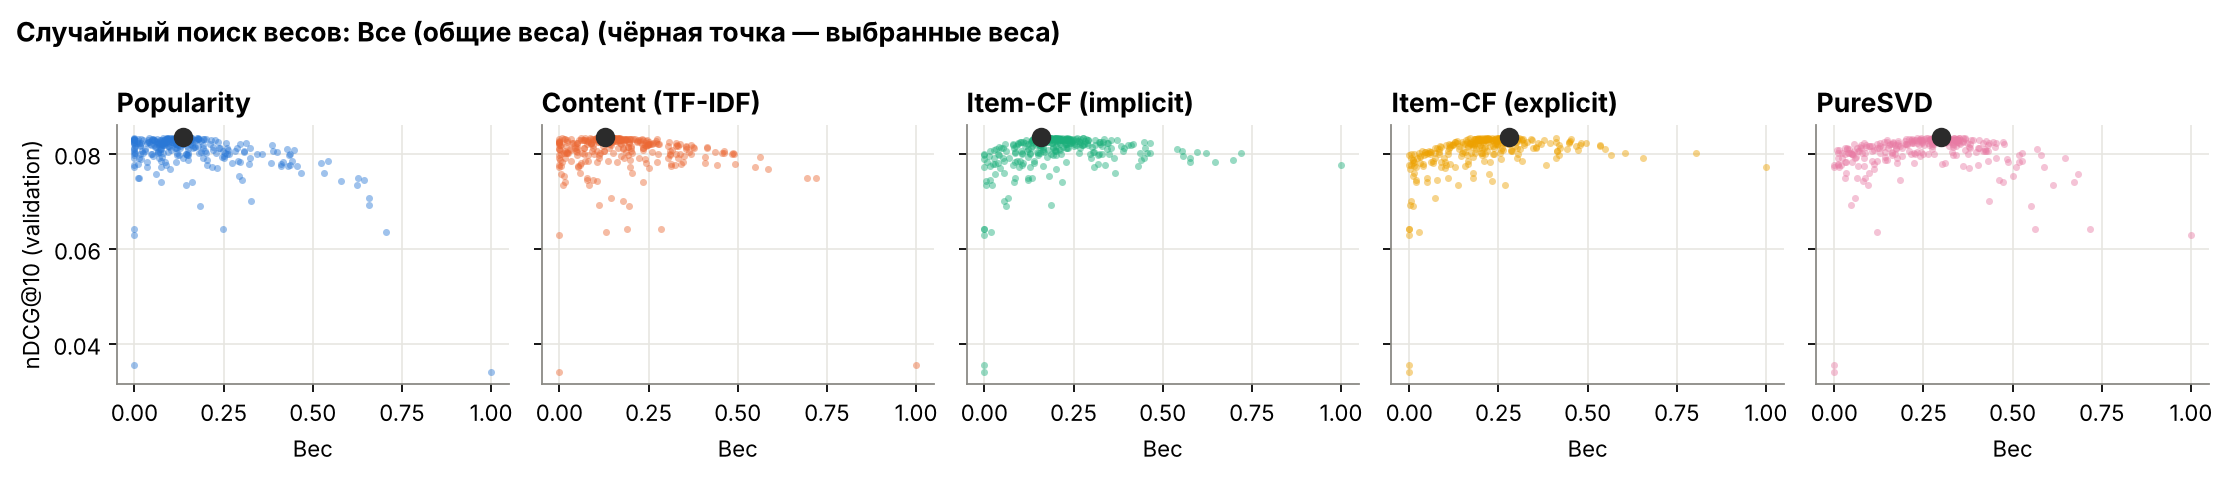 Случайный поиск весов: Все (общие веса) (чёрная точка — выбранные веса)
Popularity
Content (TF-IDF)
Item-CF (implicit)
Item-CF (explicit)
PureSVD
nDCG@10 (validation)
0.08
0.06
0.04
0.00 0.25 0.50 0.75 1.00
0.00 0.25 0.50 0.75 1.00
0.00 0.25 0.50 0.75 1.00
0.00 0.25 0.50 0.75 1.00
0.00 0.25 0.50 0.75 1.00
Вес
Вес
Вес
Вес
Вес